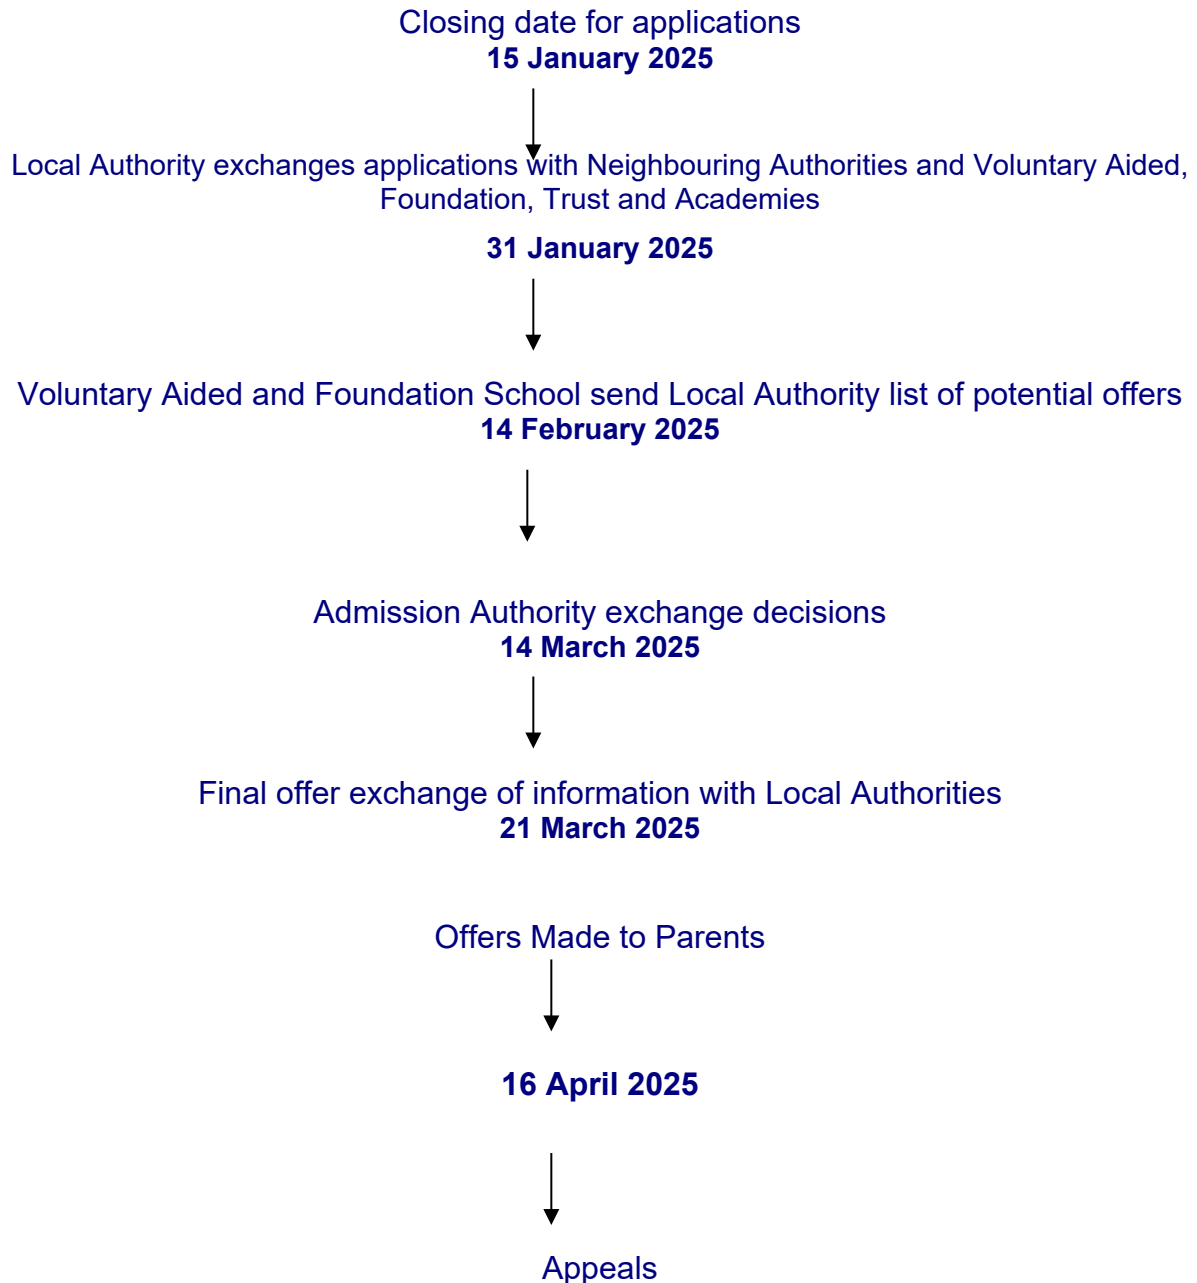 Closing date for applications
15 January 2025
Local Authority exchanges applications with Neighbouring Authorities and Voluntary Aided,
Foundation, Trust and Academies
31 January 2025
Voluntary Aided and Foundation School send Local Authority list of potential offers
14 February 2025
Admission Authority exchange decisions
14 March 2025
Final offer exchange of information with Local Authorities
21 March 2025
Offers Made to Parents
16 April 2025
Appeals